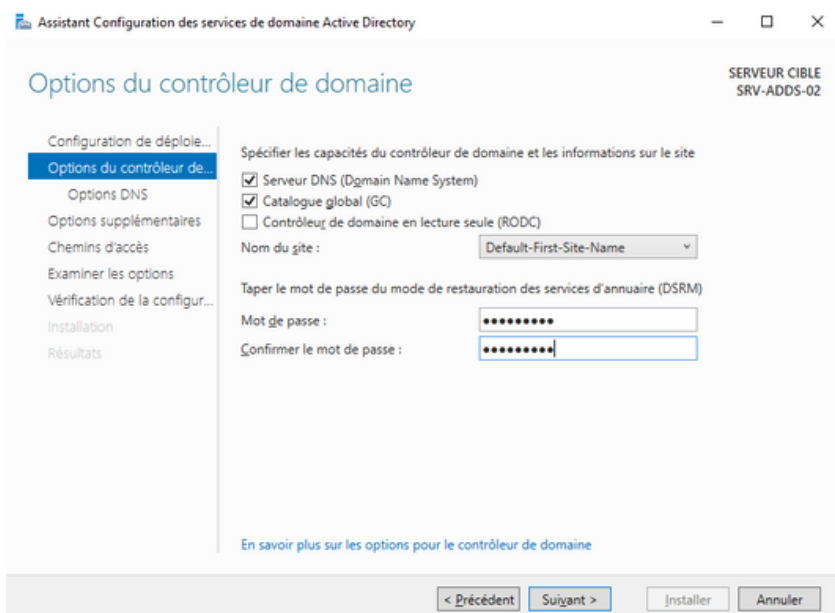 Assistant Configuration des services de domaine Active Directory
Options du contrôleur de domaine
SERVEUR CIBLE
SRV-ADDS-02
Configuration de déploie...
Options du contrôleur de...
Options DNS
Options supplémentaires
Chemins d'accès
Examiner les options
Vérification de la configur...
Installation
Résultats
Spécifier les capacités du contrôleur de domaine et les informations sur le site
Serveur DNS (Domain Name System)
Catalogue global (GC)
Contrôleur de domaine en lecture seule (RODC)
Nom du site : Default-First-Site-Name
Taper le mot de passe du mode de restauration des services d'annuaire (DSRM)
Mot de passe : •••••••••
Confirmer le mot de passe : •••••••••
En savoir plus sur les options pour le contrôleur de domaine
< Précédent Suivant > Installer Annuler